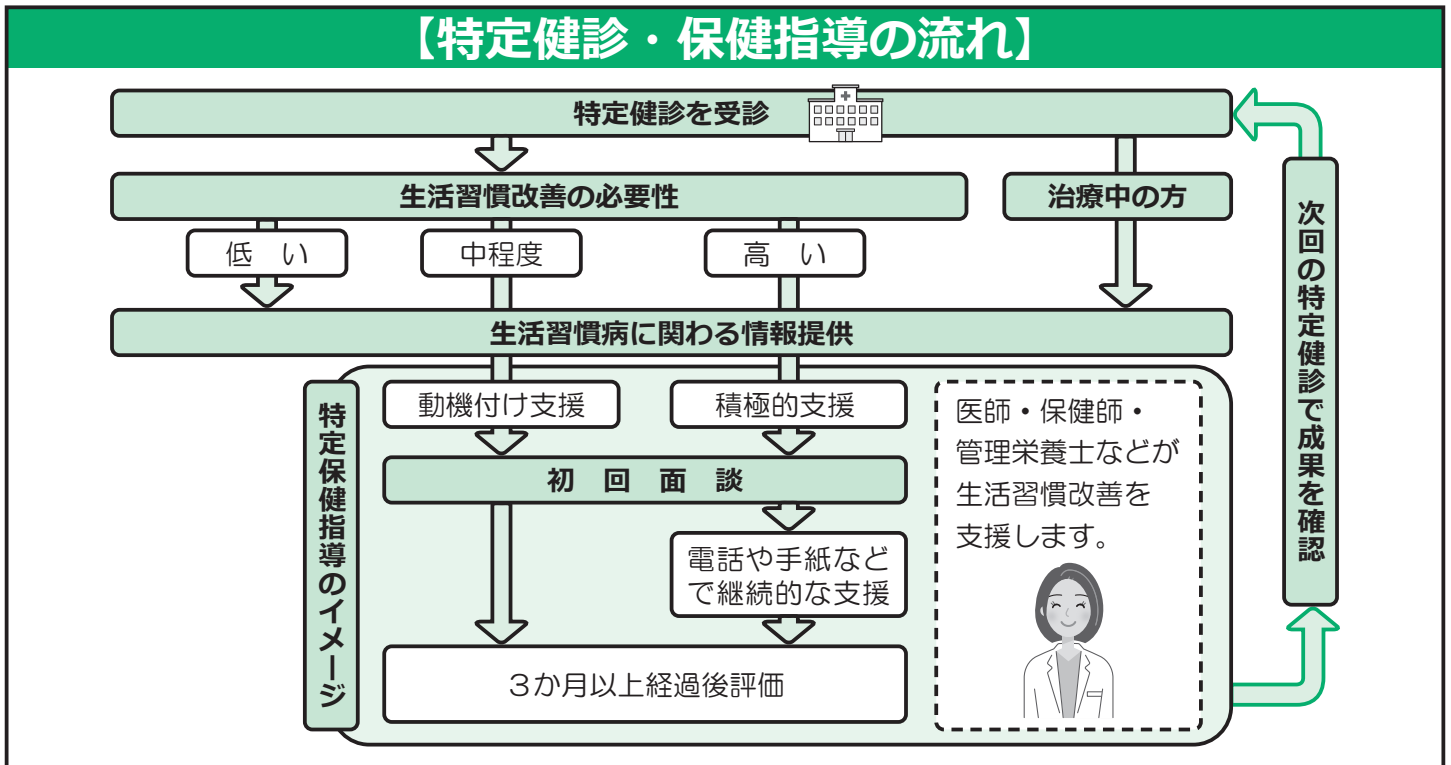 【特定健診・保健指導の流れ】
特定健診を受診
生活習慣改善の必要性
治療中の方
低い
中程度
高い
生活習慣病に関わる情報提供
特定保健指導のイメージ
動機付け支援
積極的支援
初回面談
電話や手紙など
で継続的な支援
3か月以上経過後評価
医師・保健師・
管理栄養士などが
生活習慣改善を
支援します。
次回の特定健診で成果を確認